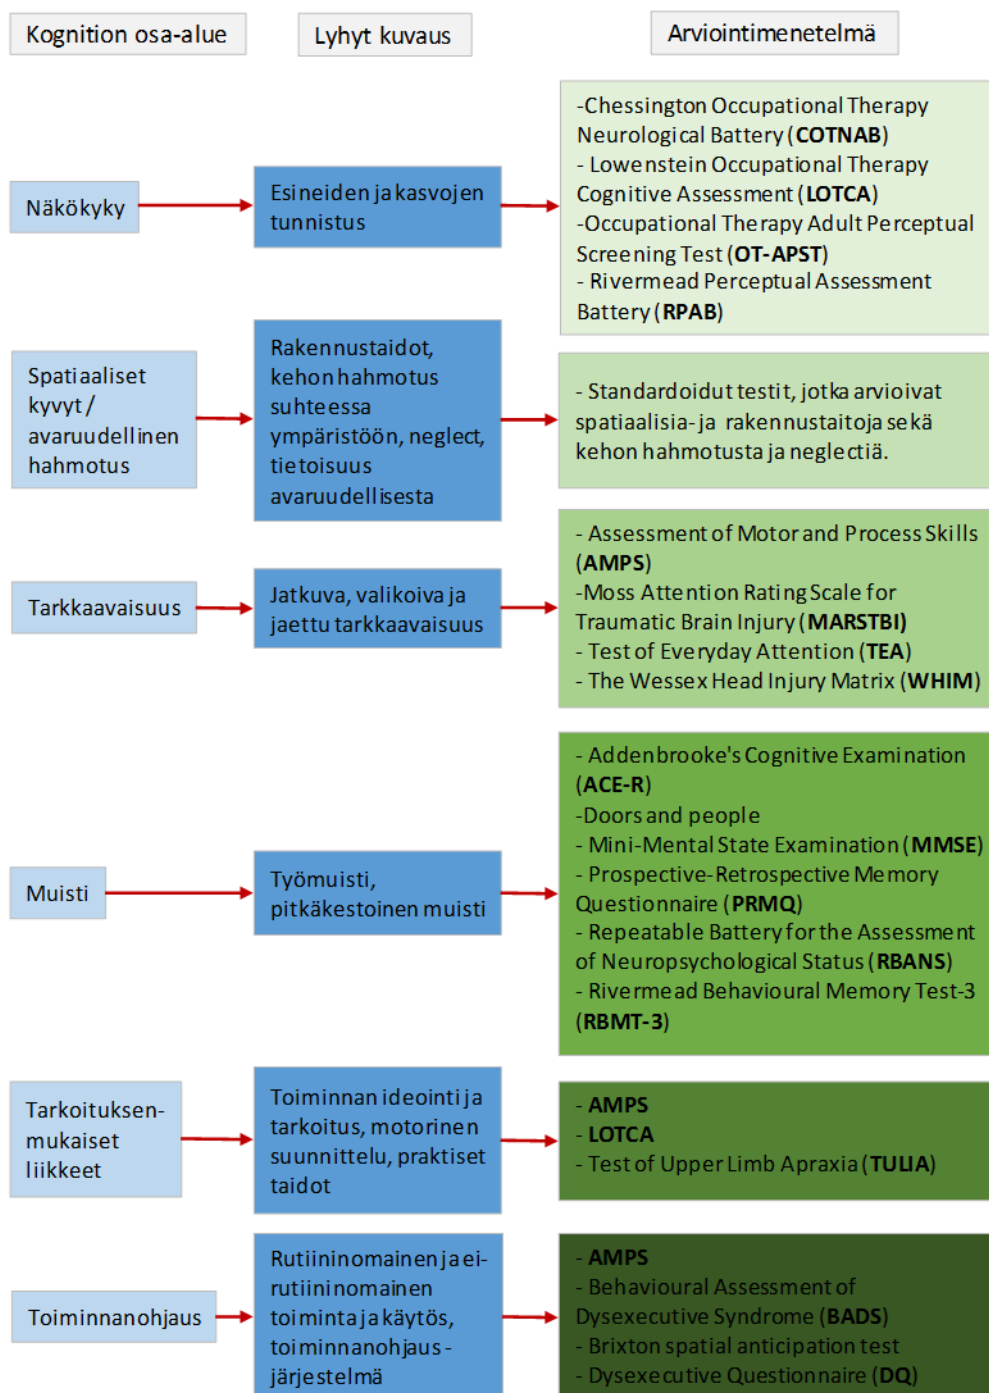 Kognition osa-alue
Lyhyt kuvaus
Arviointimenetelmä
Näkökyky
Esineiden ja kasvojen
tunnistus
-Chessington Occupational Therapy
Neurological Battery (COTNAB)
- Lowenstein Occupational Therapy
Cognitive Assessment (LOTCA)
-Occupational Therapy Adult Perceptual
Screening Test (OT-APST)
- Rivermead Perceptual Assessment
Battery (RPAB)
Spatiaaliset
kyvyt /
avaruudellinen
hahmotus
Rakennustaidot,
kehon hahmotus
suhteessa
ympäristöön, neglect,
tietoisuus
avaruudellisesta
- Standardoidut testit, jotka arvioivat
spatiaalisia- ja rakennustaitoja sekä
kehon hahmotusta ja neglectiä.
Tarkkaavaisuus
Jatkuva, valikoiva ja
jaettu tarkkaavaisuus
- Assessment of Motor and Process Skills
(AMPS)
-Moss Attention Rating Scale for
Traumatic Brain Injury (MARSTBI)
- Test of Everyday Attention (TEA)
- The Wessex Head Injury Matrix (WHIM)
Muisti
Työmuisti,
pitkäkestoinen muisti
- Addenbrooke's Cognitive Examination
(ACE-R)
-Doors and people
- Mini-Mental State Examination (MMSE)
- Prospective-Retrospective Memory
Questionnaire (PRMQ)
- Repeatable Battery for the Assessment
of Neuropsychological Status (RBANS)
- Rivermead Behavioural Memory Test-3
(RBMT-3)
Tarkoituksen-
mukaiset
liikkeet
Toiminnan ideointi ja
tarkoitus, motorinen
suunnittelu, praktiset
taidot
- AMPS
- LOTCA
- Test of Upper Limb Apraxia (TULIA)
Toiminnanohjaus
Rutiininomainen ja ei-
rutiininomainen
toiminta ja käytös,
toiminnanohjaus-
järjestelmä
- AMPS
- Behavioural Assessment of
Dysexecutive Syndrome (BADS)
- Brixton spatial anticipation test
- Dysexecutive Questionnaire (DQ)